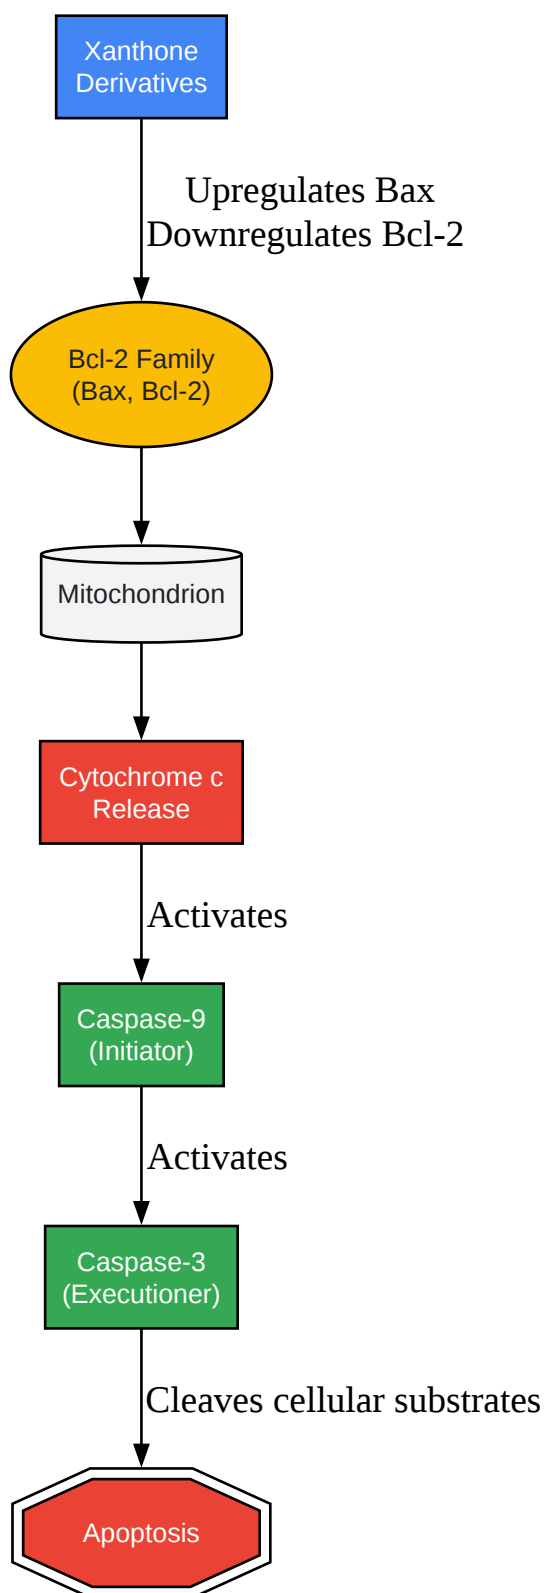 Xanthone
Derivatives
Upregulates Bax
Downregulates Bcl-2
Bcl-2 Family
(Bax, Bcl-2)
Mitochondrion
Cytochrome c
Release
Activates
Caspase-9
(Initiator)
Activates
Caspase-3
(Executioner)
Cleaves cellular substrates
Apoptosis